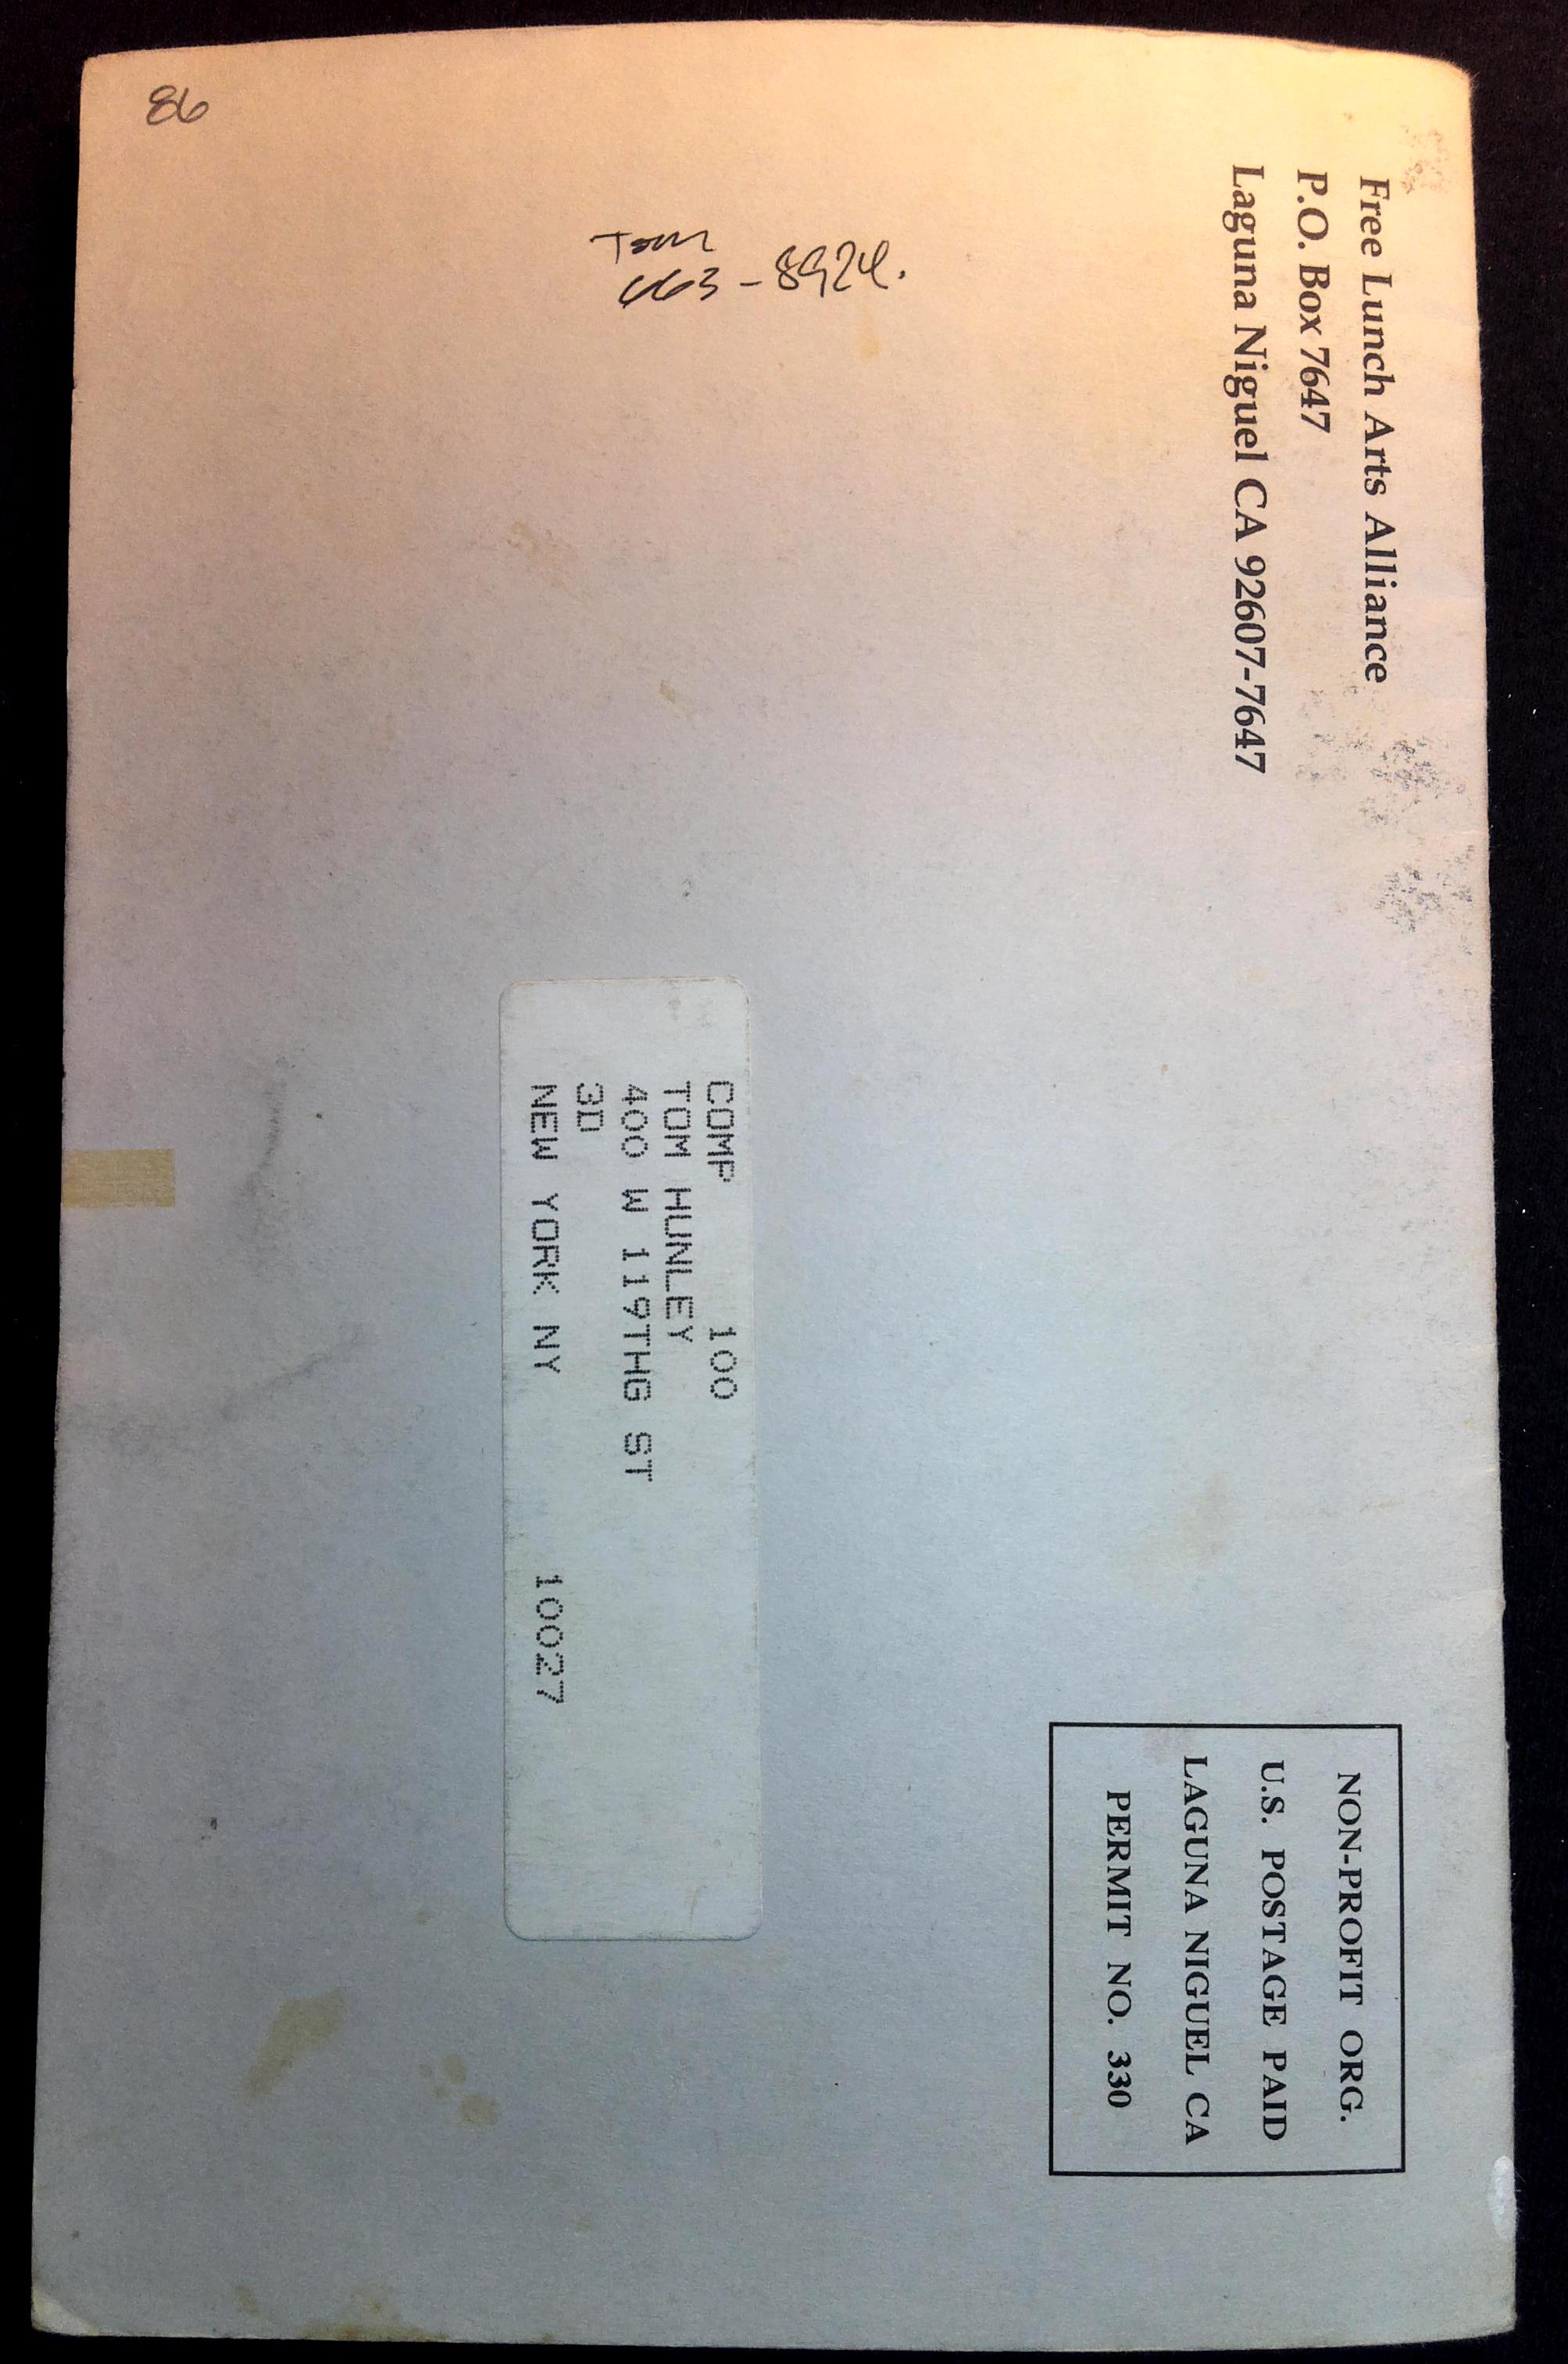 Free Lunch Arts Alliance
P.O. Box 7647
Laguna Niguel CA 92607-7647
NON-PROFIT ORG.
U.S. POSTAGE PAID
LAGUNA NIGUEL CA
PERMIT NO. 330
COMP 100
TOM HUNLEY
400 W 119THG ST
3D
NEW YORK NY 10027
86
Tom
663-8924.